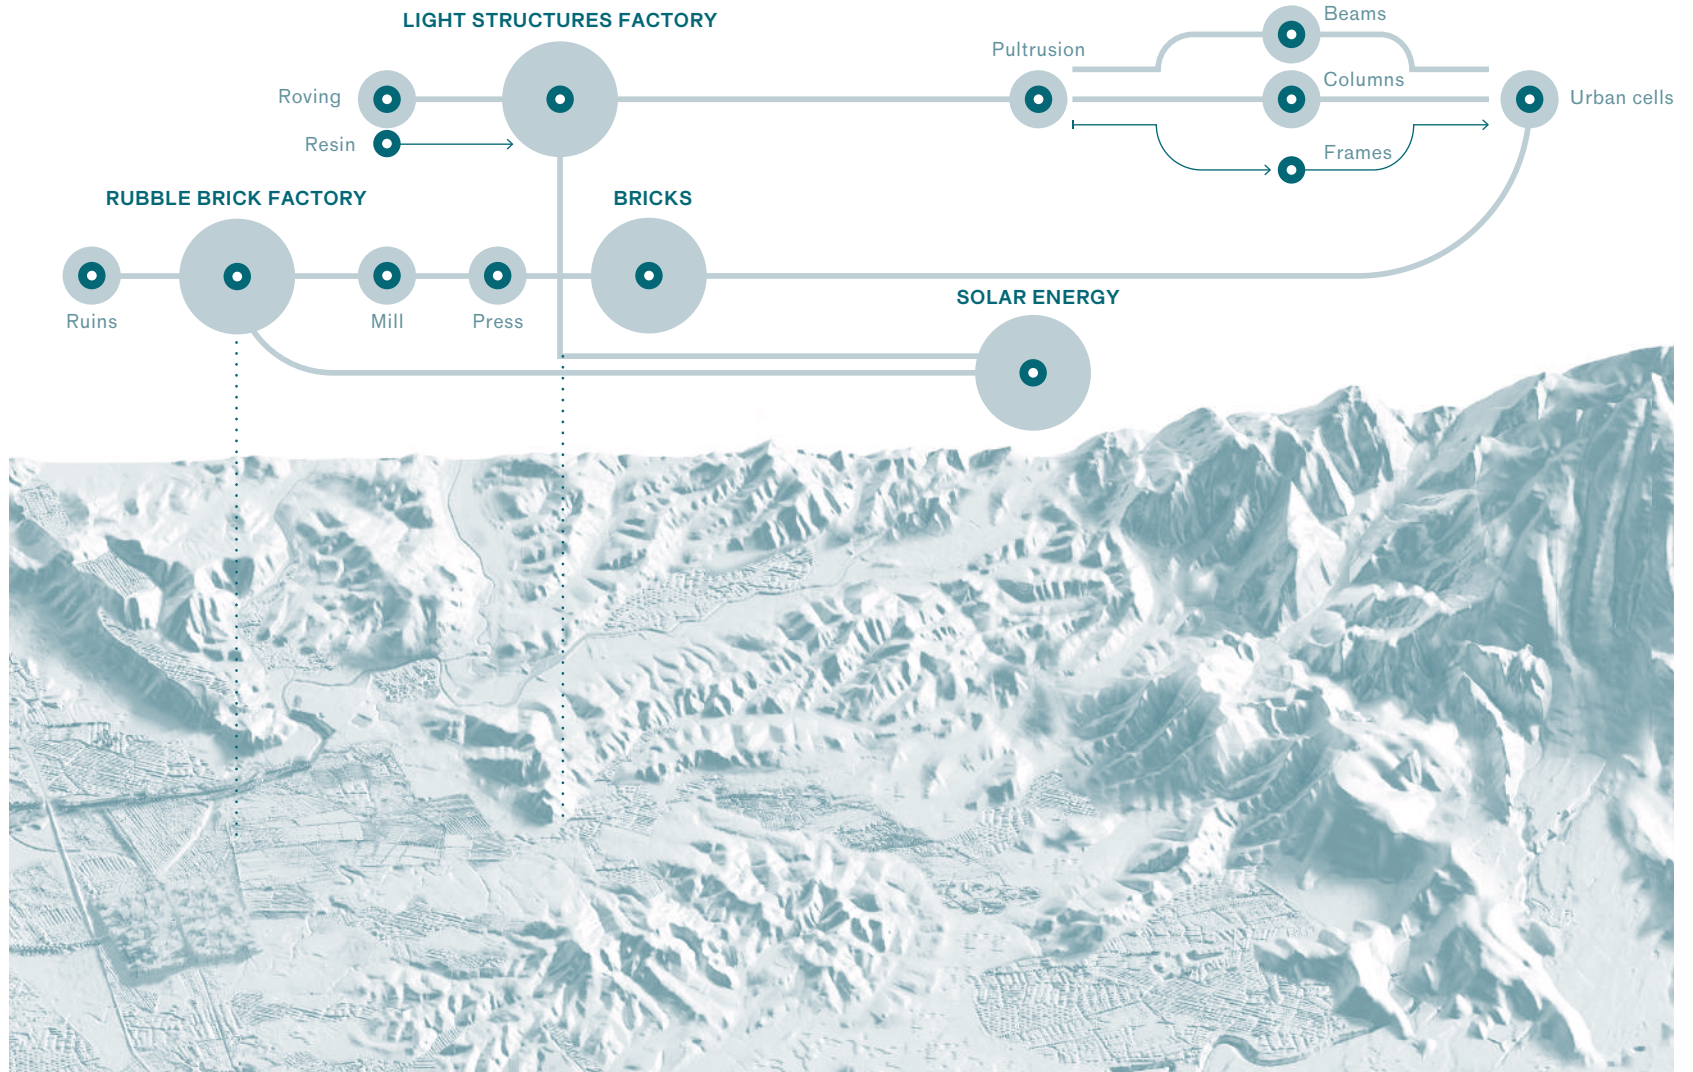 LIGHT STRUCTURES FACTORY
Beams
Pultrusion
Roving
Columns
Urban cells
Resin
Frames
RUBBLE BRICK FACTORY
BRICKS
SOLAR ENERGY
Ruins
Mill
Press